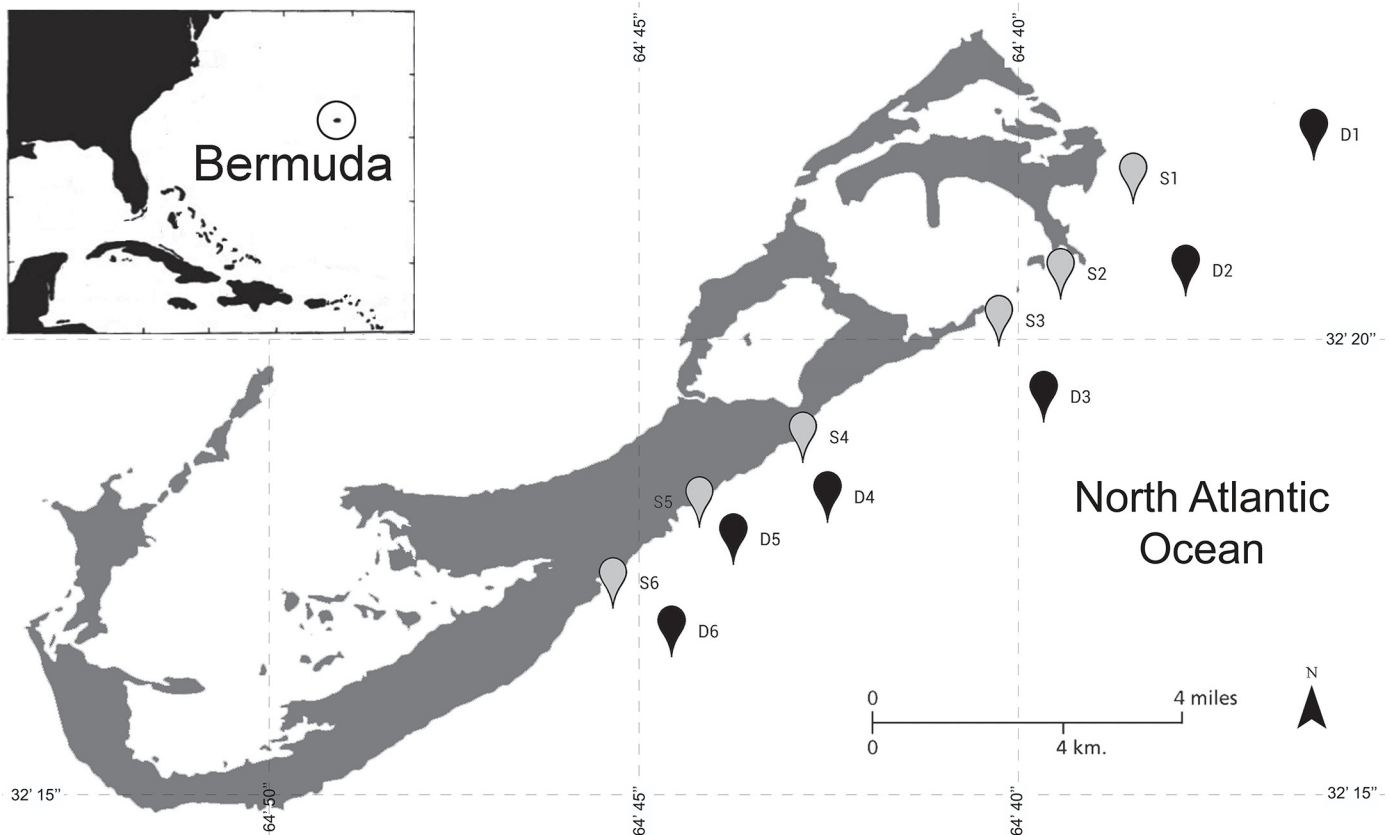 Bermuda
64’ 45”
64’ 40”
D1
S1
S2
D2
S3
32’ 20”
D3
S4
S5
D4
D5
North Atlantic
Ocean
S6
D6
N
0
4 miles
0
4 km.
32’ 15”
32’ 15”
64’ 50”
64’ 45”
64’ 40”